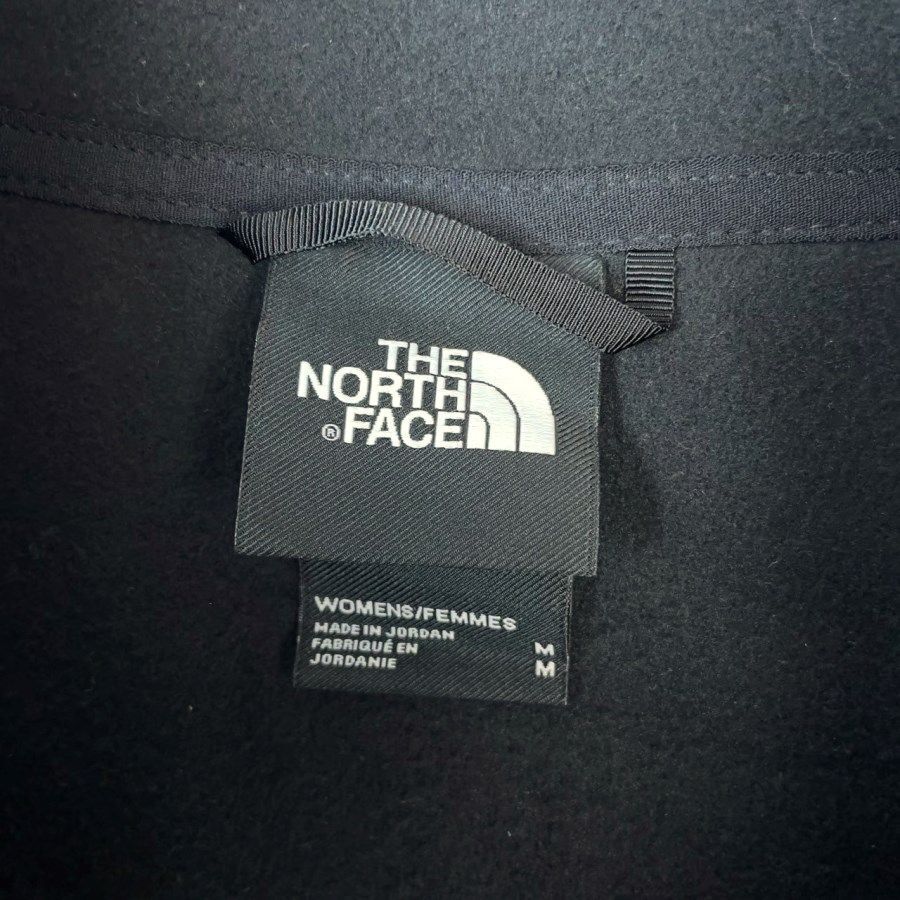 THE
NORTH
® FACE
WOMENS/FEMMES
MADE IN JORDAN
FABRIQUÉ EN M
JORDANIE M